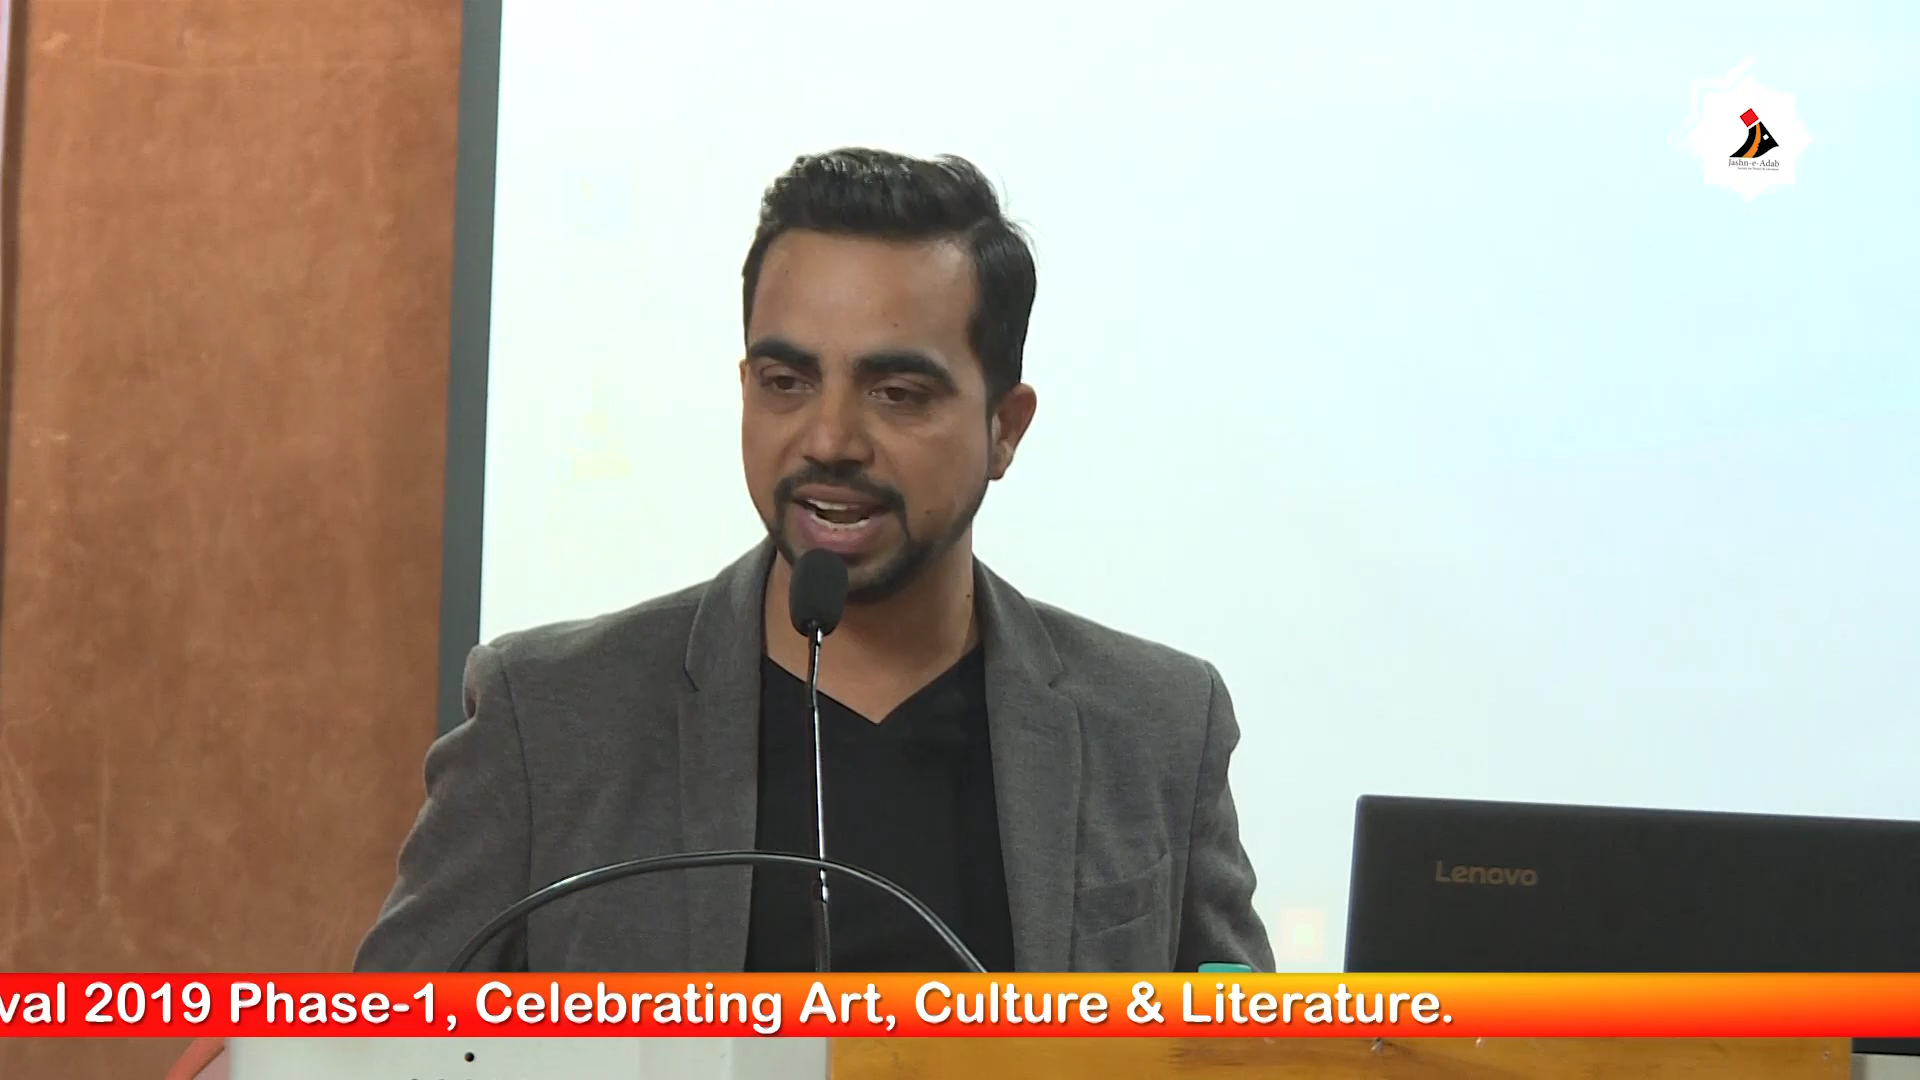 Jashn-e-Adab
Lenovo
val 2019 Phase-1, Celebrating Art, Culture & Literature.